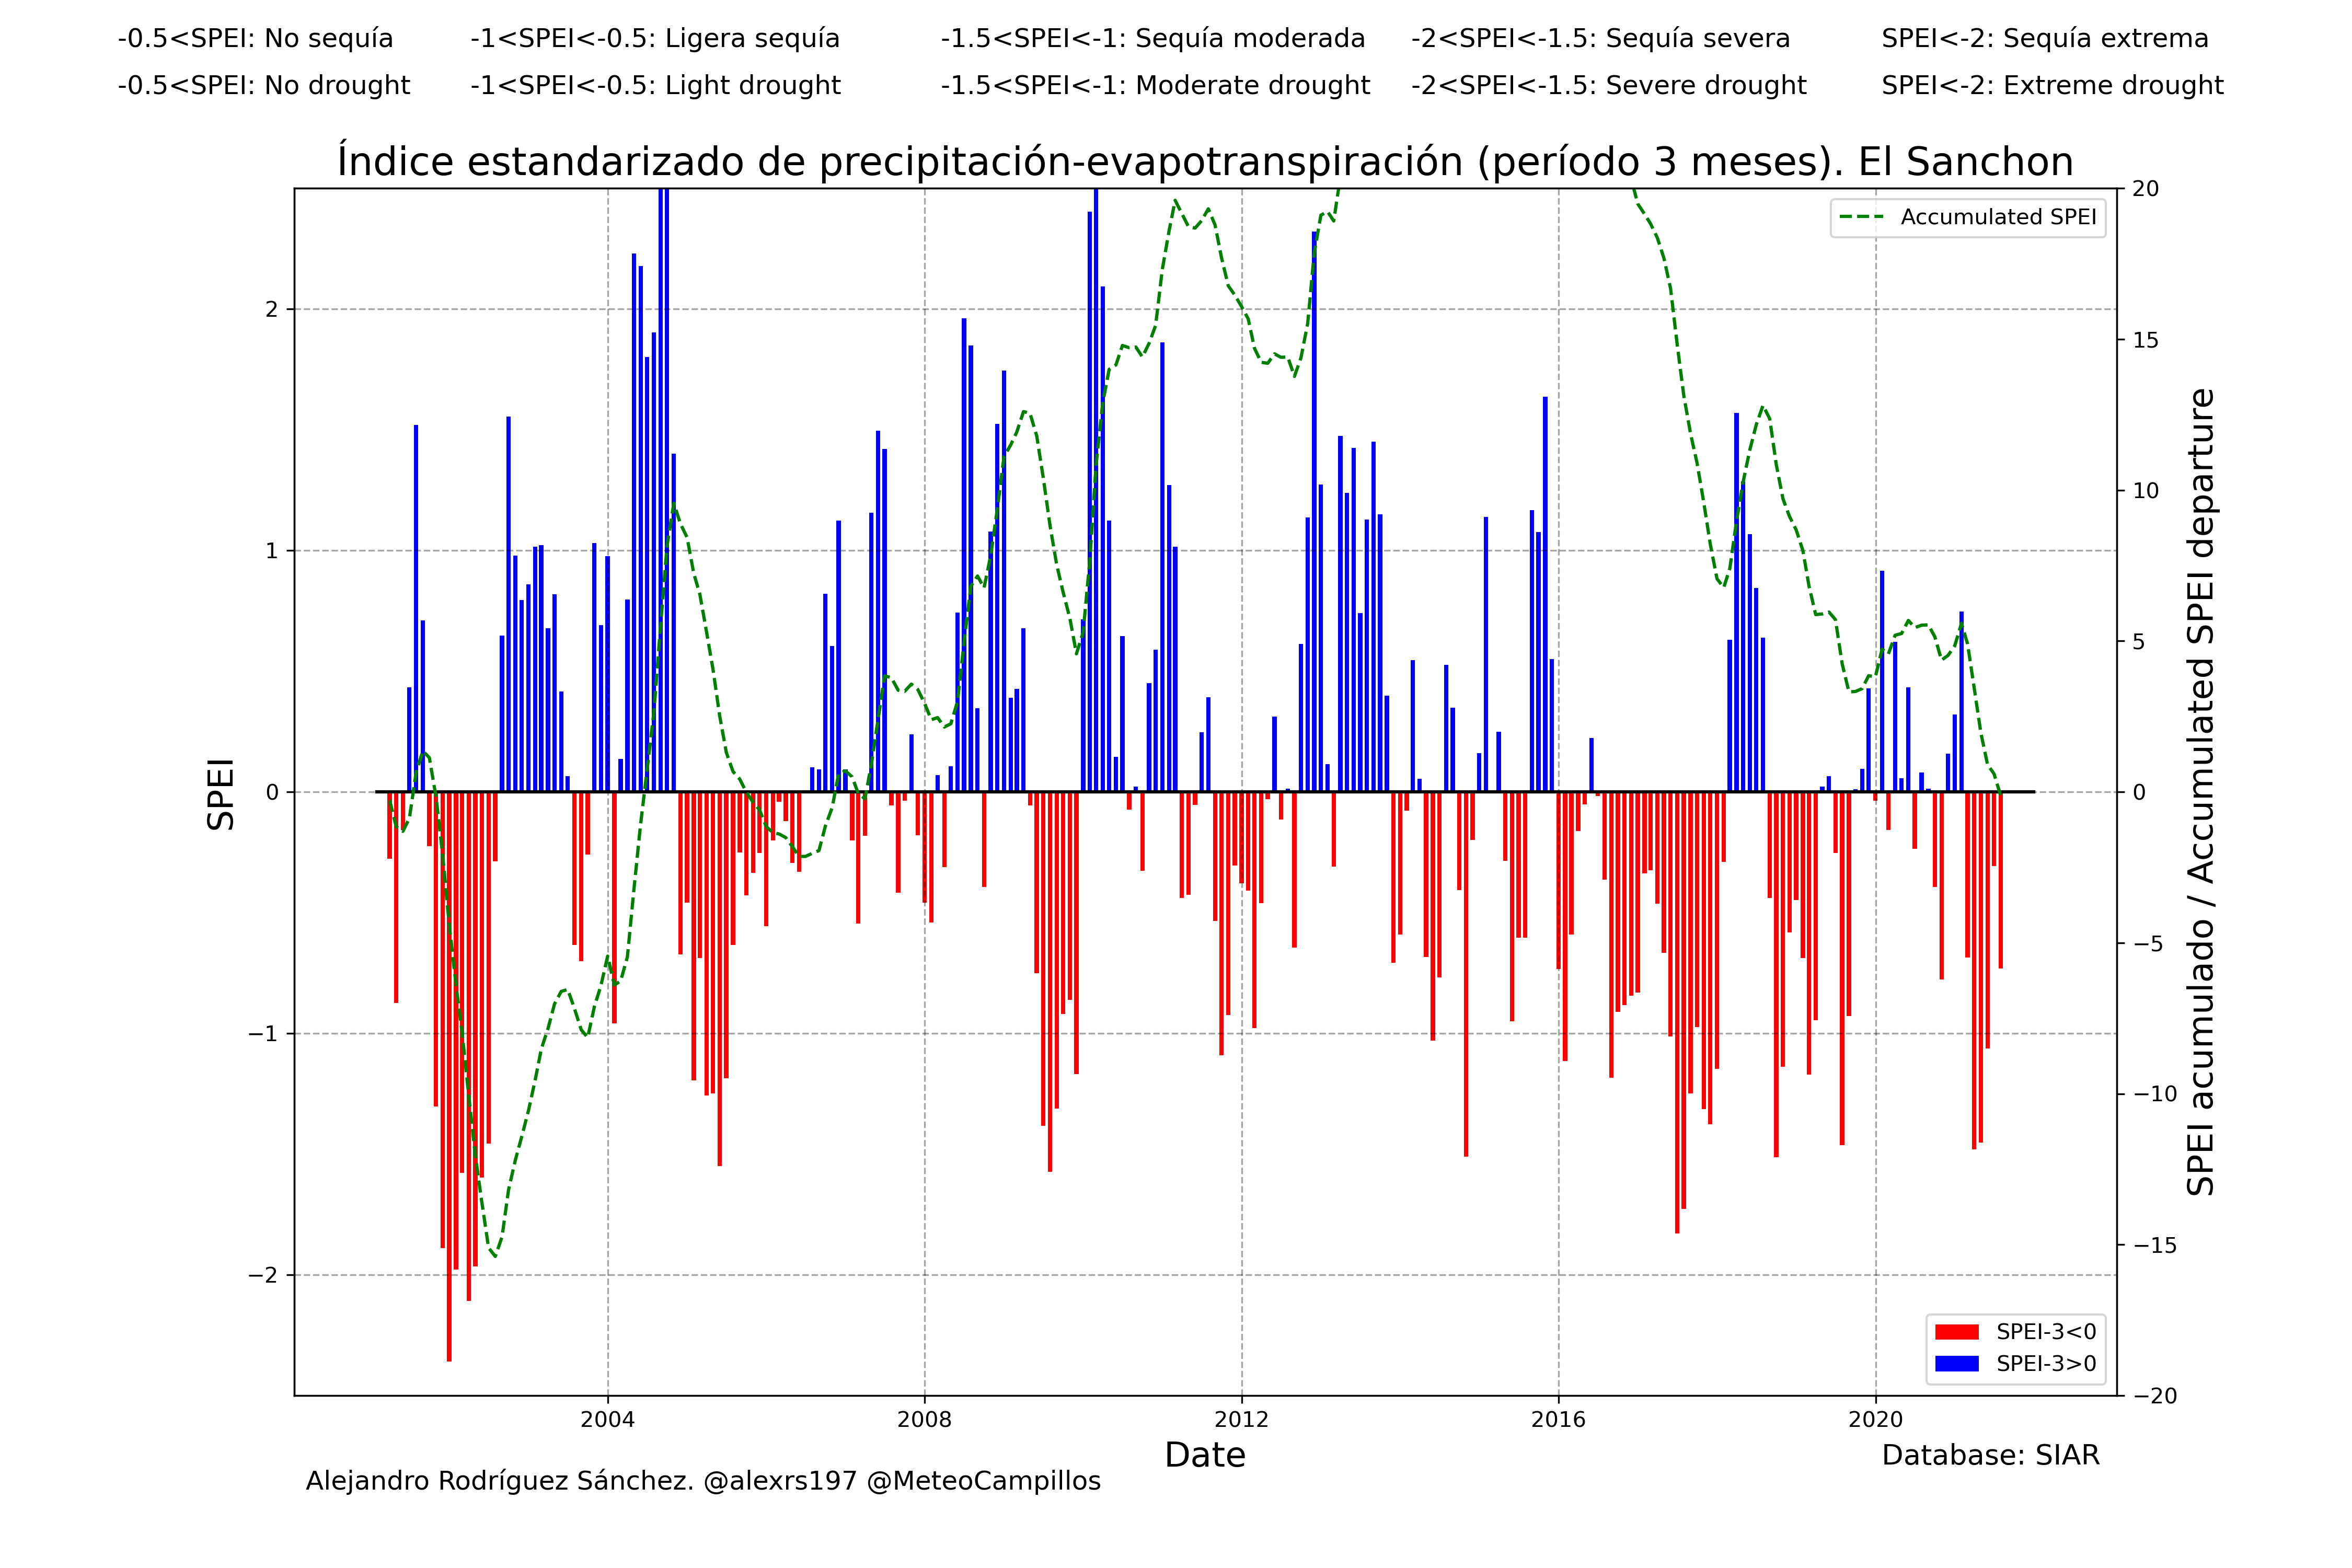 -0.5<SPEI: No sequía -1<SPEI<-0.5: Ligera sequía -1.5<SPEI<-1: Sequía moderada -2<SPEI<-1.5: Sequía severa SPEI<-2: Sequía extrema
-0.5<SPEI: No drought -1<SPEI<-0.5: Light drought -1.5<SPEI<-1: Moderate drought -2<SPEI<-1.5: Severe drought SPEI<-2: Extreme drought
Índice estandarizado de precipitación-evapotranspiración (período 3 meses). El Sanchon
Accumulated SPEI
SPEI
2
1
0
−1
−2
20
15
10
5
0
−5
−10
−15
−20
SPEI acumulado / Accumulated SPEI departure
SPEI-3<0
SPEI-3>0
2004 2008 2012 2016 2020
Date
Database: SIAR
Alejandro Rodríguez Sánchez. @alexrs197 @MeteoCampillos